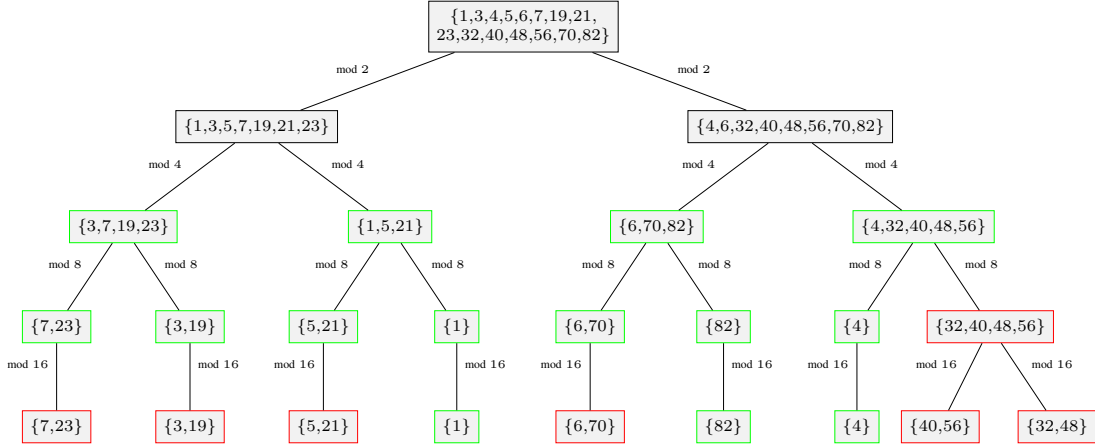 {1,3,4,5,6,7,19,21,
23,32,40,48,56,70,82}
mod 2 mod 2
{1,3,5,7,19,21,23} {4,6,32,40,48,56,70,82}
mod 4 mod 4 mod 4 mod 4
{3,7,19,23} {1,5,21} {6,70,82} {4,32,40,48,56}
mod 8 mod 8 mod 8 mod 8 mod 8 mod 8 mod 8 mod 8
{7,23} {3,19} {5,21} {1} {6,70} {82} {4} {32,40,48,56}
mod 16 mod 16 mod 16 mod 16 mod 16 mod 16 mod 16 mod 16 mod 16
{7,23} {3,19} {5,21} {1} {6,70} {82} {4} {40,56} {32,48}